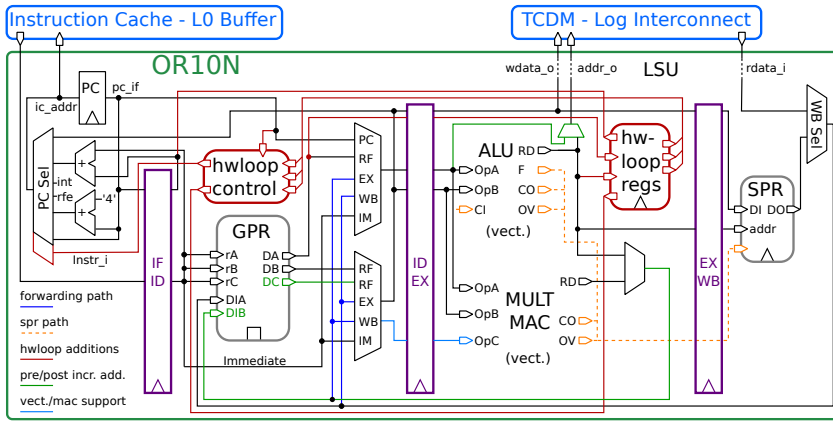 Instruction Cache - L0 Buffer
TCDM - Log Interconnect
OR10N
wdata_o
addr_o
LSU
rdata_i
PC
pc_if
ic_addr
WB Sel
PC Sel
+
int
rfe
+
'4'
Instr_i
hwloop
control
PC
RF
EX
WB
IM
ALU
RD
OpA
OpB
CI
F
CO
OV
(vect.)
hw-
loop
regs
SPR
DI
DO
addr
IF
ID
GPR
rA
rB
rC
DIA
DIB
DA
DB
DC
RF
RF
EX
WB
IM
Immediate
ID
EX
OpA
OpB
OpC
MULT
MAC
(vect.)
RD
CO
OV
EX
WB
forwarding path
spr path
hwloop additions
pre/post incr. add.
vect./mac support